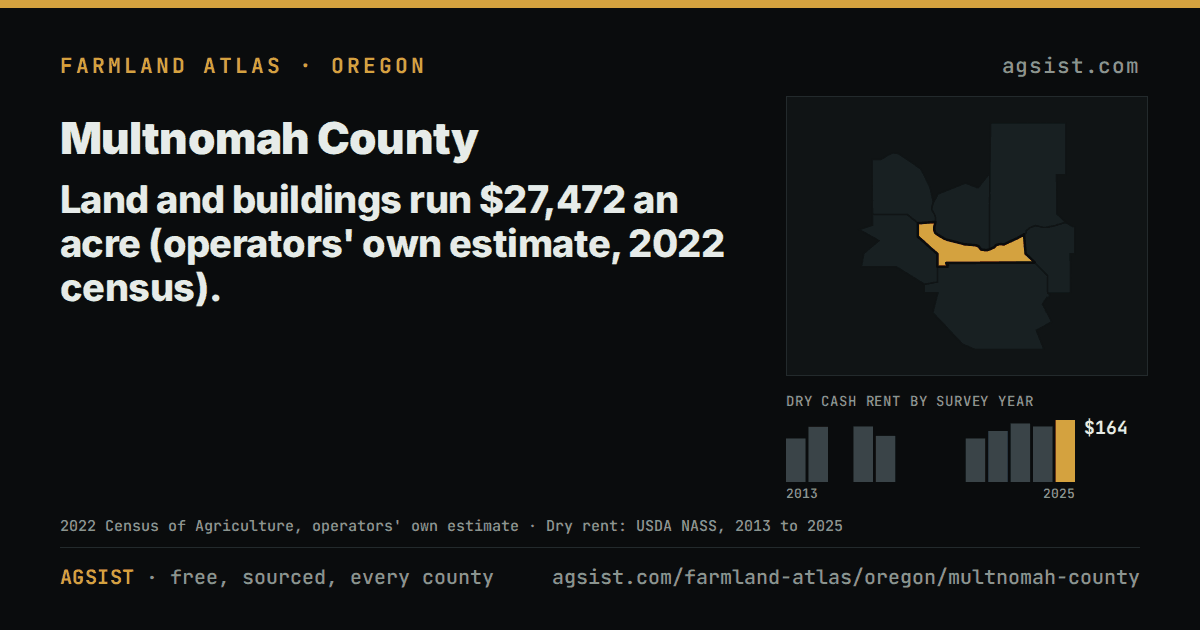 FARMLAND ATLAS · OREGON
agsist.com
Multnomah County
Land and buildings run $27,472 an
acre (operators' own estimate, 2022
census).
DRY CASH RENT BY SURVEY YEAR
$164
2013
2025
2022 Census of Agriculture, operators' own estimate · Dry rent: USDA NASS, 2013 to 2025
AGSIST · free, sourced, every county
agsist.com/farmland-atlas/oregon/multnomah-county